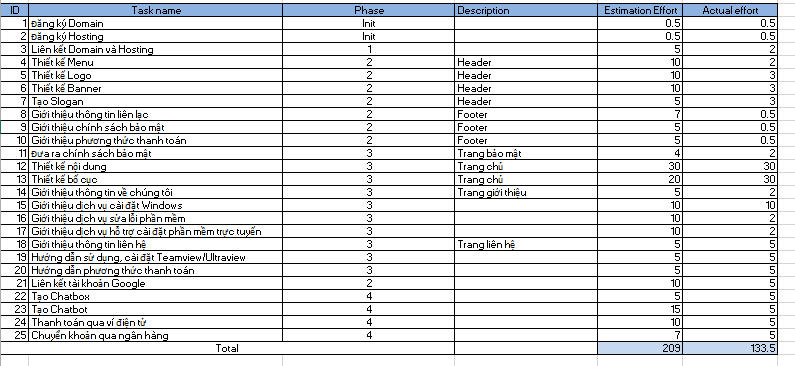 ID Task name Phase Description Estimation Effort Actual effort
1 Đăng ký Domain Init 0.5 0.5
2 Đăng ký Hosting Init 0.5 0.5
3 Liên kết Domain và Hosting 1 5 2
4 Thiết kế Menu 2 Header 10 2
5 Thiết kế Logo 2 Header 10 3
6 Thiết kế Banner 2 Header 10 3
7 Tạo Slogan 2 Header 5 3
8 Giới thiệu thông tin liên lạc 2 Footer 7 0.5
9 Giới thiệu chính sách bảo mật 2 Footer 5 0.5
10 Giới thiệu phương thức thanh toán 2 Footer 5 0.5
11 Đưa ra chính sách bảo mật 3 Trang bảo mật 4 2
12 Thiết kế nội dung 3 Trang chủ 30 30
13 Thiết kế bố cục 3 Trang chủ 20 30
14 Giới thiệu thông tin về chúng tôi 3 Trang giới thiệu 5 2
15 Giới thiệu dịch vụ cài đặt Windows 3 10 10
16 Giới thiệu dịch vụ sửa lỗi phần mềm 3 10 2
17 Giới thiệu dịch vụ hỗ trợ cài đặt phần mềm trực tuyến 3 10 2
18 Giới thiệu thông tin liên hệ 3 Trang liên hệ 5 5
19 Hướng dẫn sử dụng, cài đặt Teamview/Ultraview 3 5 5
20 Hướng dẫn phương thức thanh toán 3 5 5
21 Liên kết tài khoản Google 2 10 5
22 Tạo Chatbox 4 5 5
23 Tạo Chatbot 4 15 5
24 Thanh toán qua ví điện tử 4 10 5
25 Chuyển khoản qua ngân hàng 4 7 5
Total 209 133.5